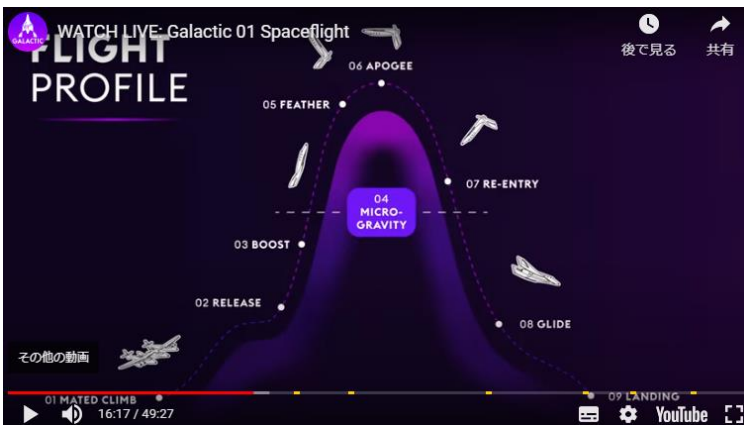 GALACTIC
WATCH LIVE: Galactic 01 Spaceflight
後で見る
共有
FLIGHT
PROFILE
06 APOGEE
05 FEATHER
07 RE-ENTRY
04
MICRO-
GRAVITY
03 BOOST
02 RELEASE
08 GLIDE
その他の動画
01 MATED CLIMB
09 LANDING
16:17 / 49:27
YouTube